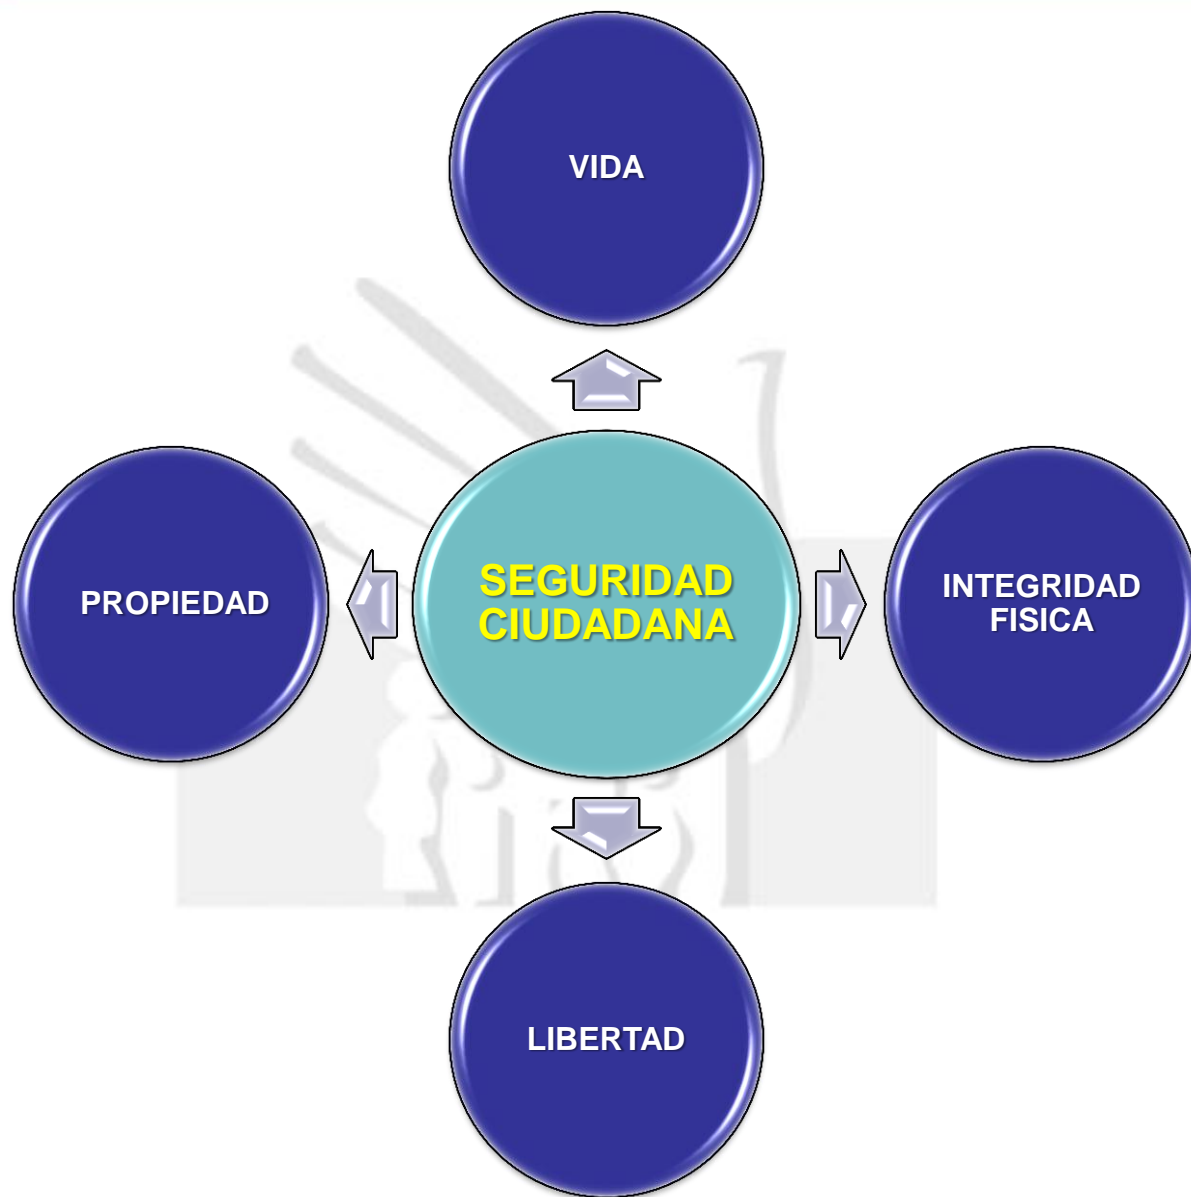 VIDA
PROPIEDAD
SEGURIDAD
CIUDADANA
INTEGRIDAD
FISICA
LIBERTAD